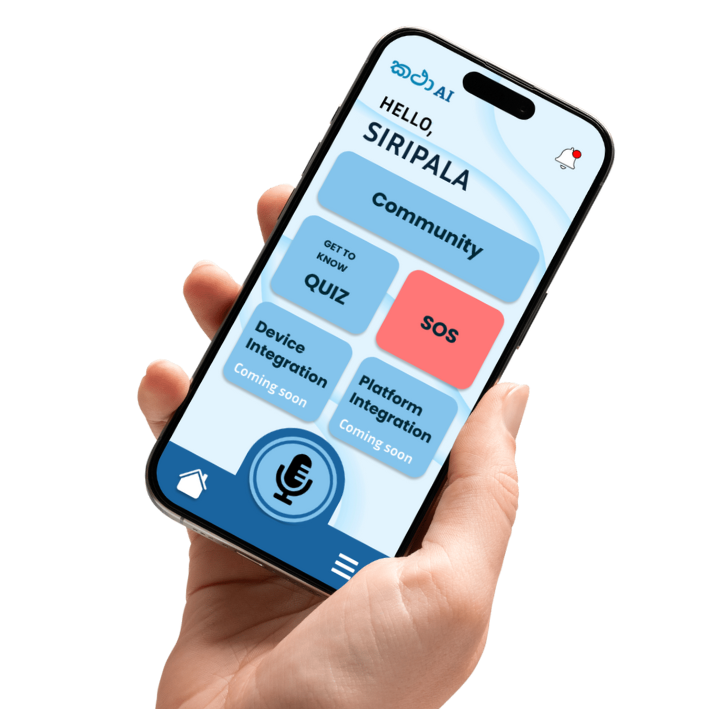 කථා AI
HELLO,
SIRIPALA
Community
GET TO
KNOW
QUIZ
SOS
Device
Integration
Coming soon
Platform
Integration
Coming soon